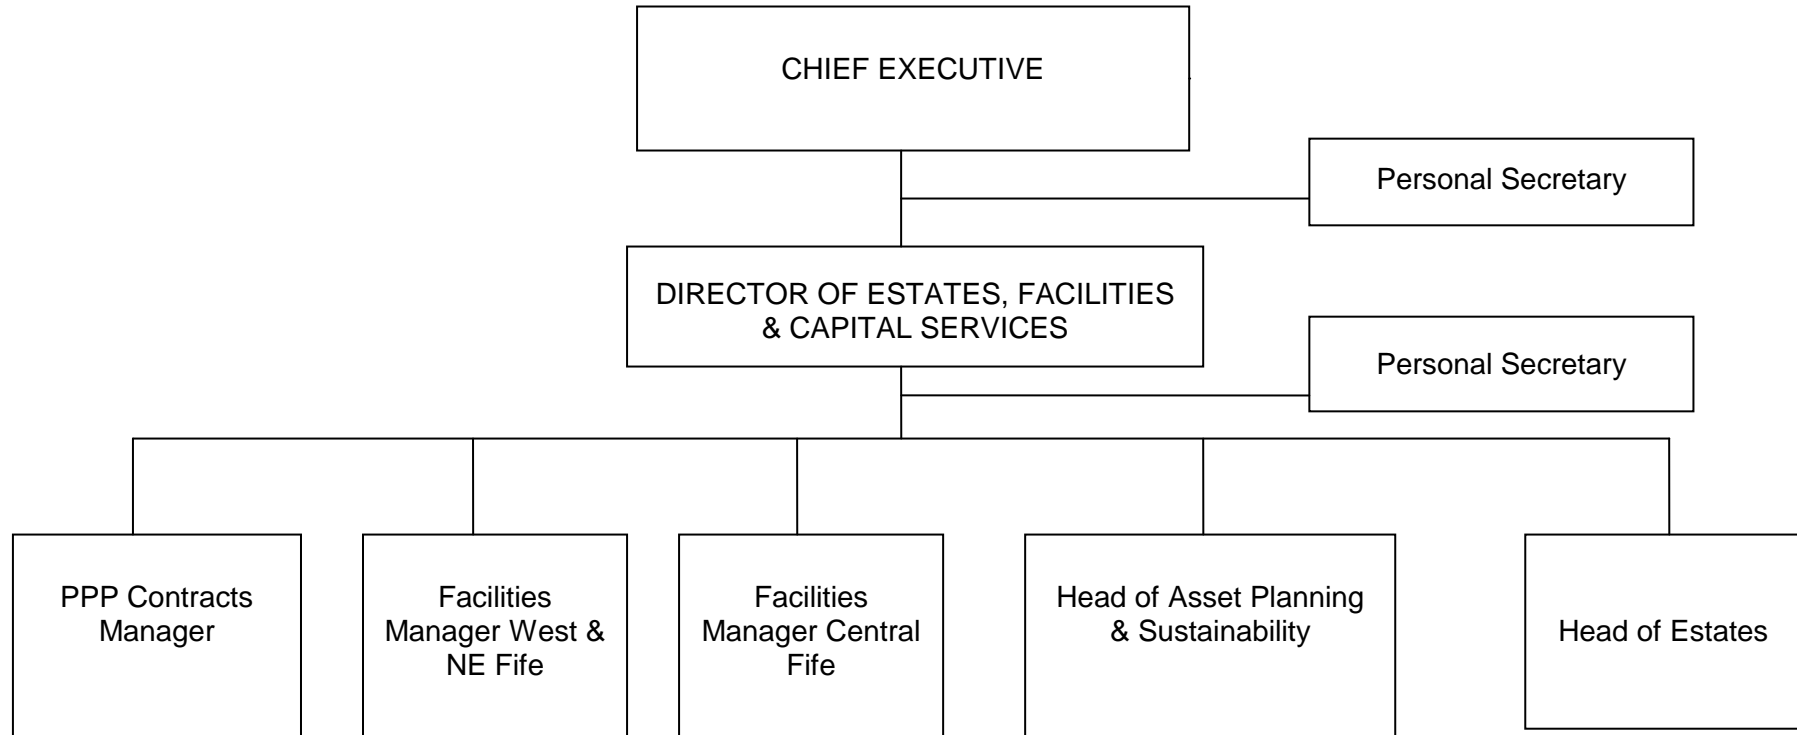 CHIEF EXECUTIVE
Personal Secretary
DIRECTOR OF ESTATES, FACILITIES
& CAPITAL SERVICES
Personal Secretary
PPP Contracts
Manager
Facilities
Manager West &
NE Fife
Facilities
Manager Central
Fife
Head of Asset Planning
& Sustainability
Head of Estates